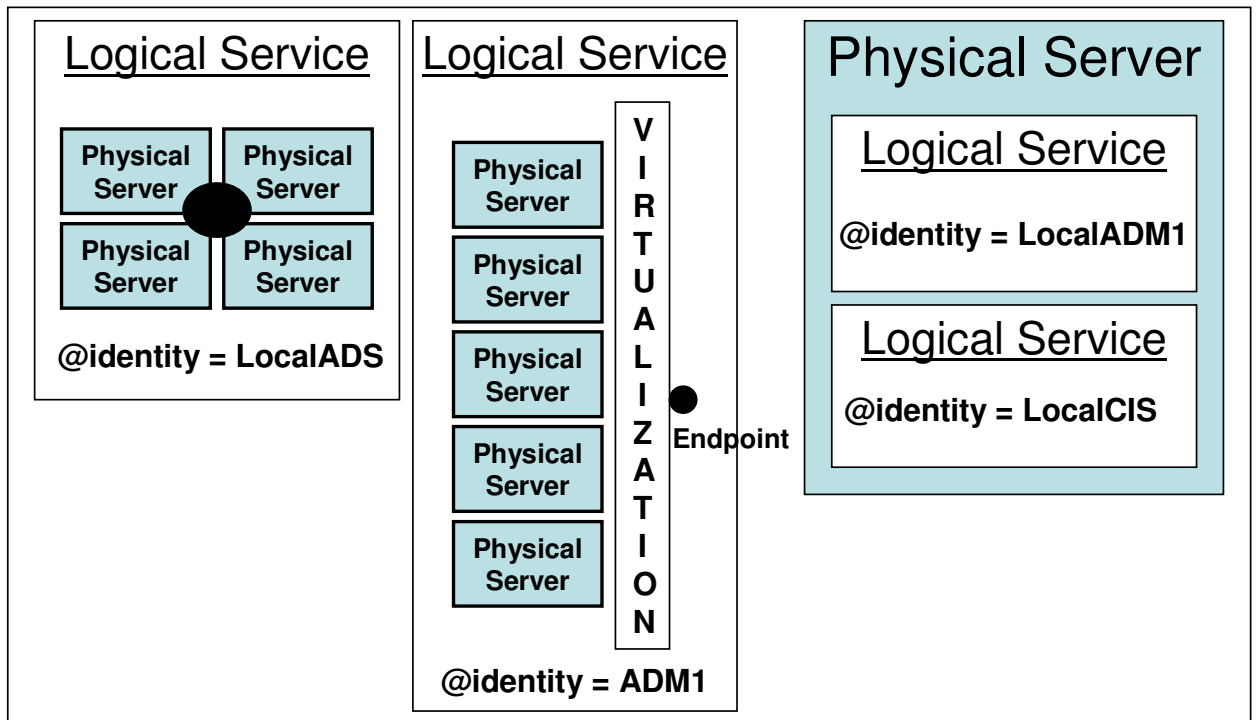 Logical Service
Physical
Server
Physical
Server
Physical
Server
Physical
Server
@identity = LocalADS
Logical Service
Physical
Server
Physical
Server
Physical
Server
Physical
Server
Physical
Server
V
I
R
T
U
A
L
I
Z
A
T
I
O
N
Endpoint
@identity = ADM1
Physical Server
Logical Service
@identity = LocalADM1
Logical Service
@identity = LocalCIS